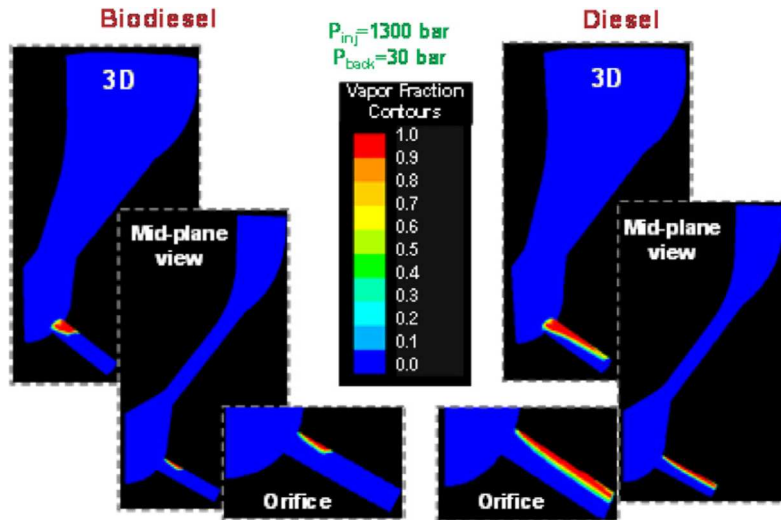 Biodiesel
P_inj=1300 bar
P_back=30 bar
Diesel
3D
Vapor Fraction
Contours
1.0
0.9
0.8
0.7
0.6
0.5
0.4
0.3
0.2
0.1
0.0
3D
Mid-plane
view
Mid-plane
view
Orifice
Orifice